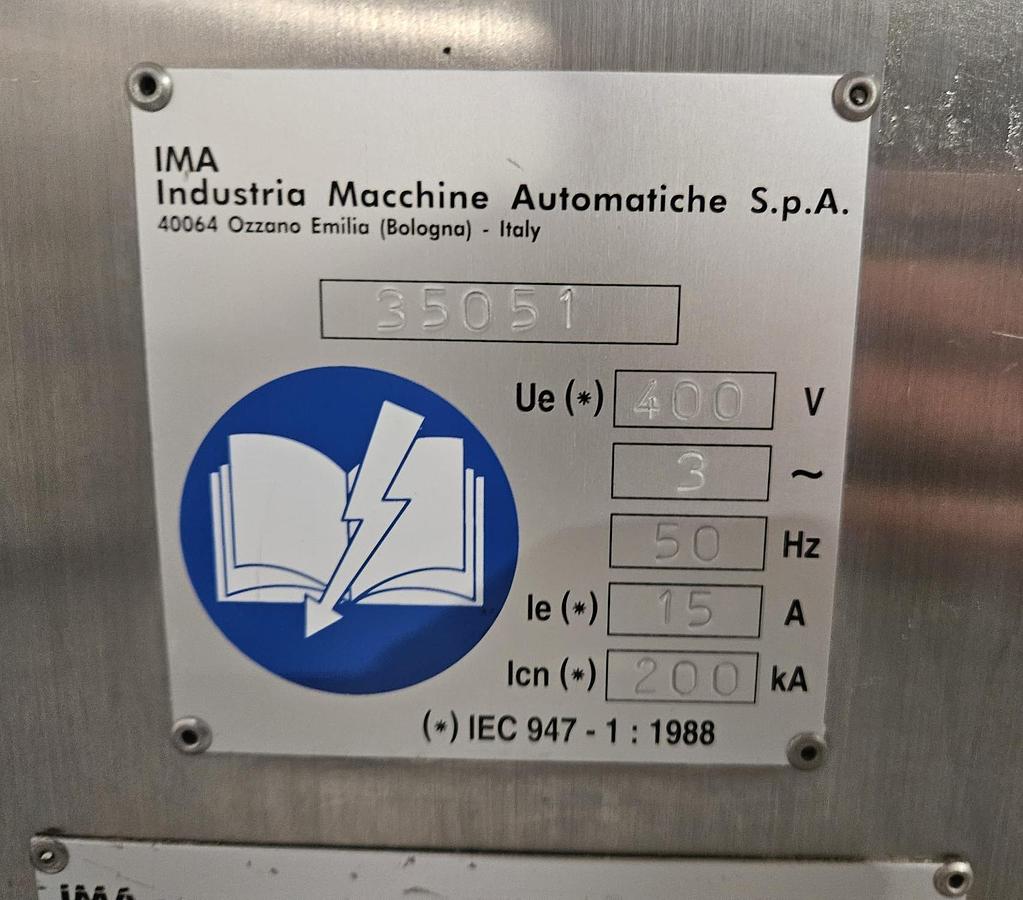 IMA
Industria Macchine Automatiche S.p.A.
40064 Ozzano Emilia (Bologna) - Italy
35051
Ue (*) 400 V
3 ~
50 Hz
Ie (*) 15 A
Icn (*) 200 kA
(*) IEC 947 - 1 : 1988
IMA